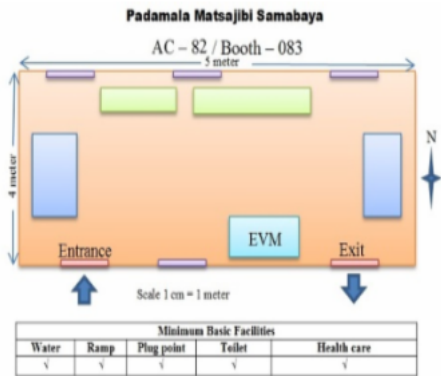 Padamala Matsajibi Samabaya
AC – 82 / Booth – 083
5 meter
4 meter
N
EVM
Entrance
Exit
Scale 1 cm = 1 meter
Minimum Basic Facilities
Water Ramp Plug point Toilet Health care
√ √ √ √ √